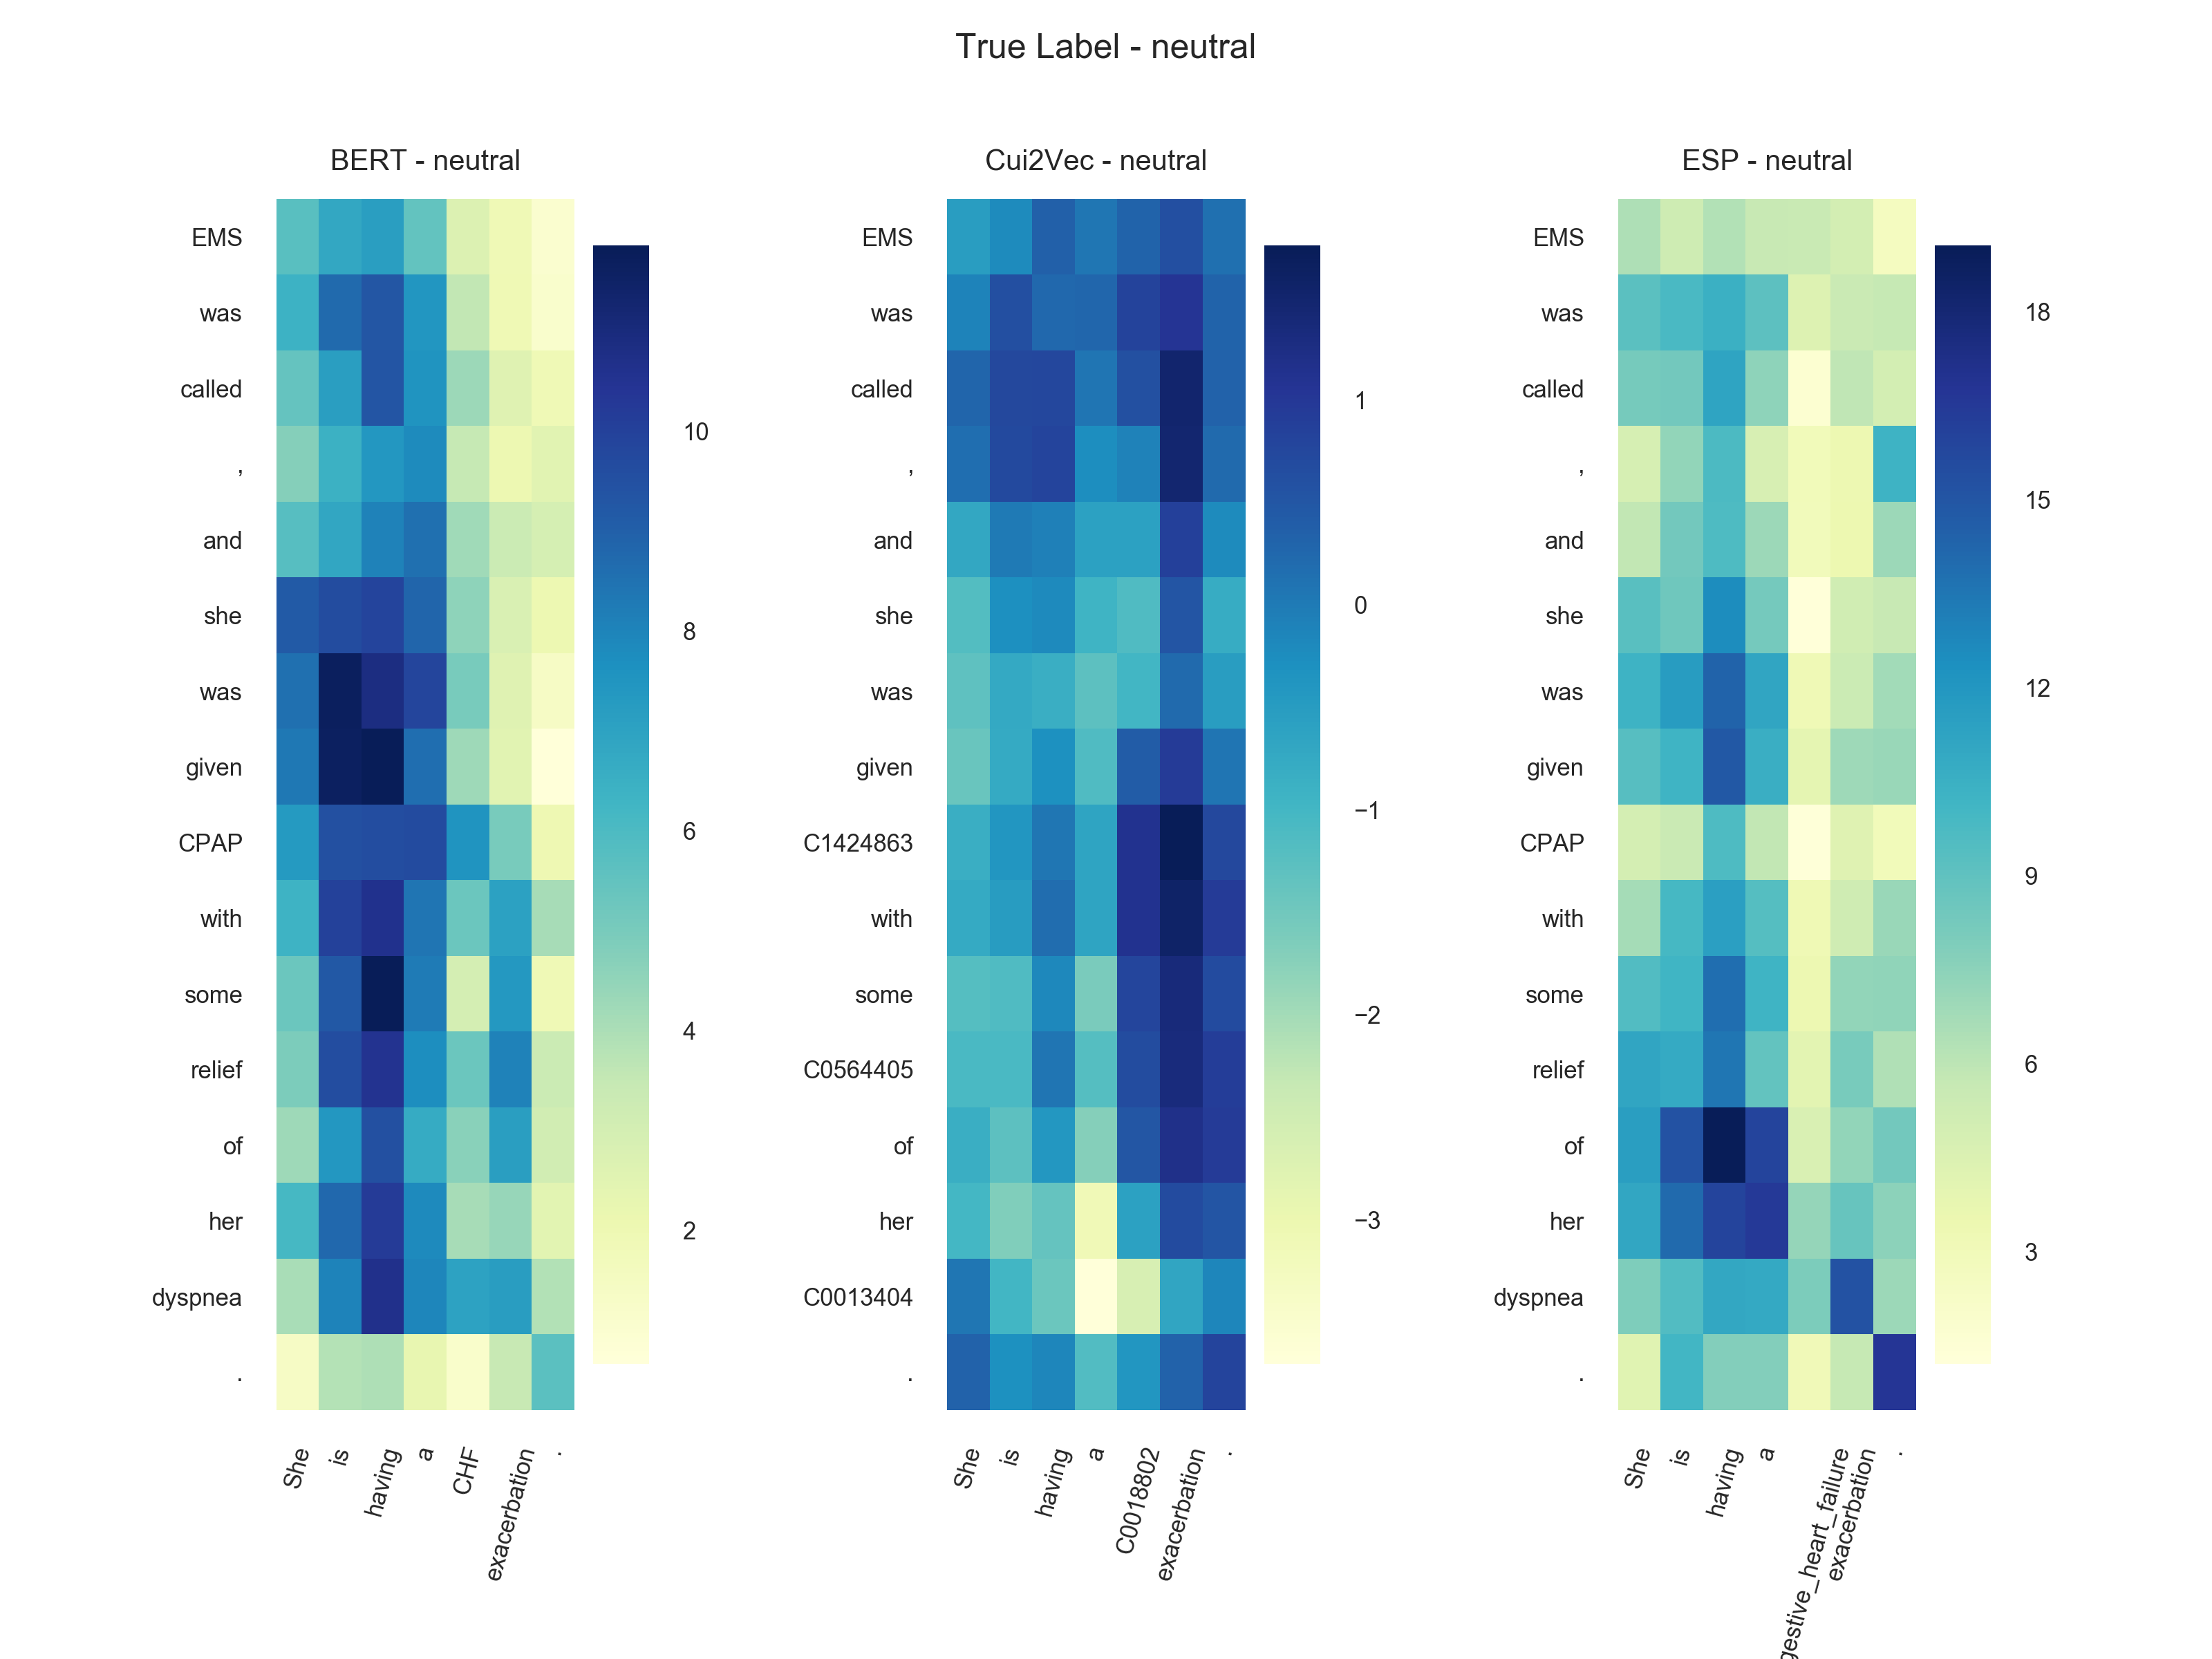 True Label - neutral
BERT - neutral
EMS
was
called
,
and
she
was
given
CPAP
with
some
relief
of
her
dyspnea
.
She
is
having
a
CHF
exacerbation
.
10
8
6
4
2
Cui2Vec - neutral
EMS
was
called
,
and
she
was
given
C1424863
with
some
C0564405
of
her
C0013404
.
She
is
having
a
C0018802
exacerbation
.
1
0
−1
−2
−3
ESP - neutral
EMS
was
called
,
and
she
was
given
CPAP
with
some
relief
of
her
dyspnea
.
She
is
having
a
gestive_heart_failure
exacerbation
.
18
15
12
9
6
3